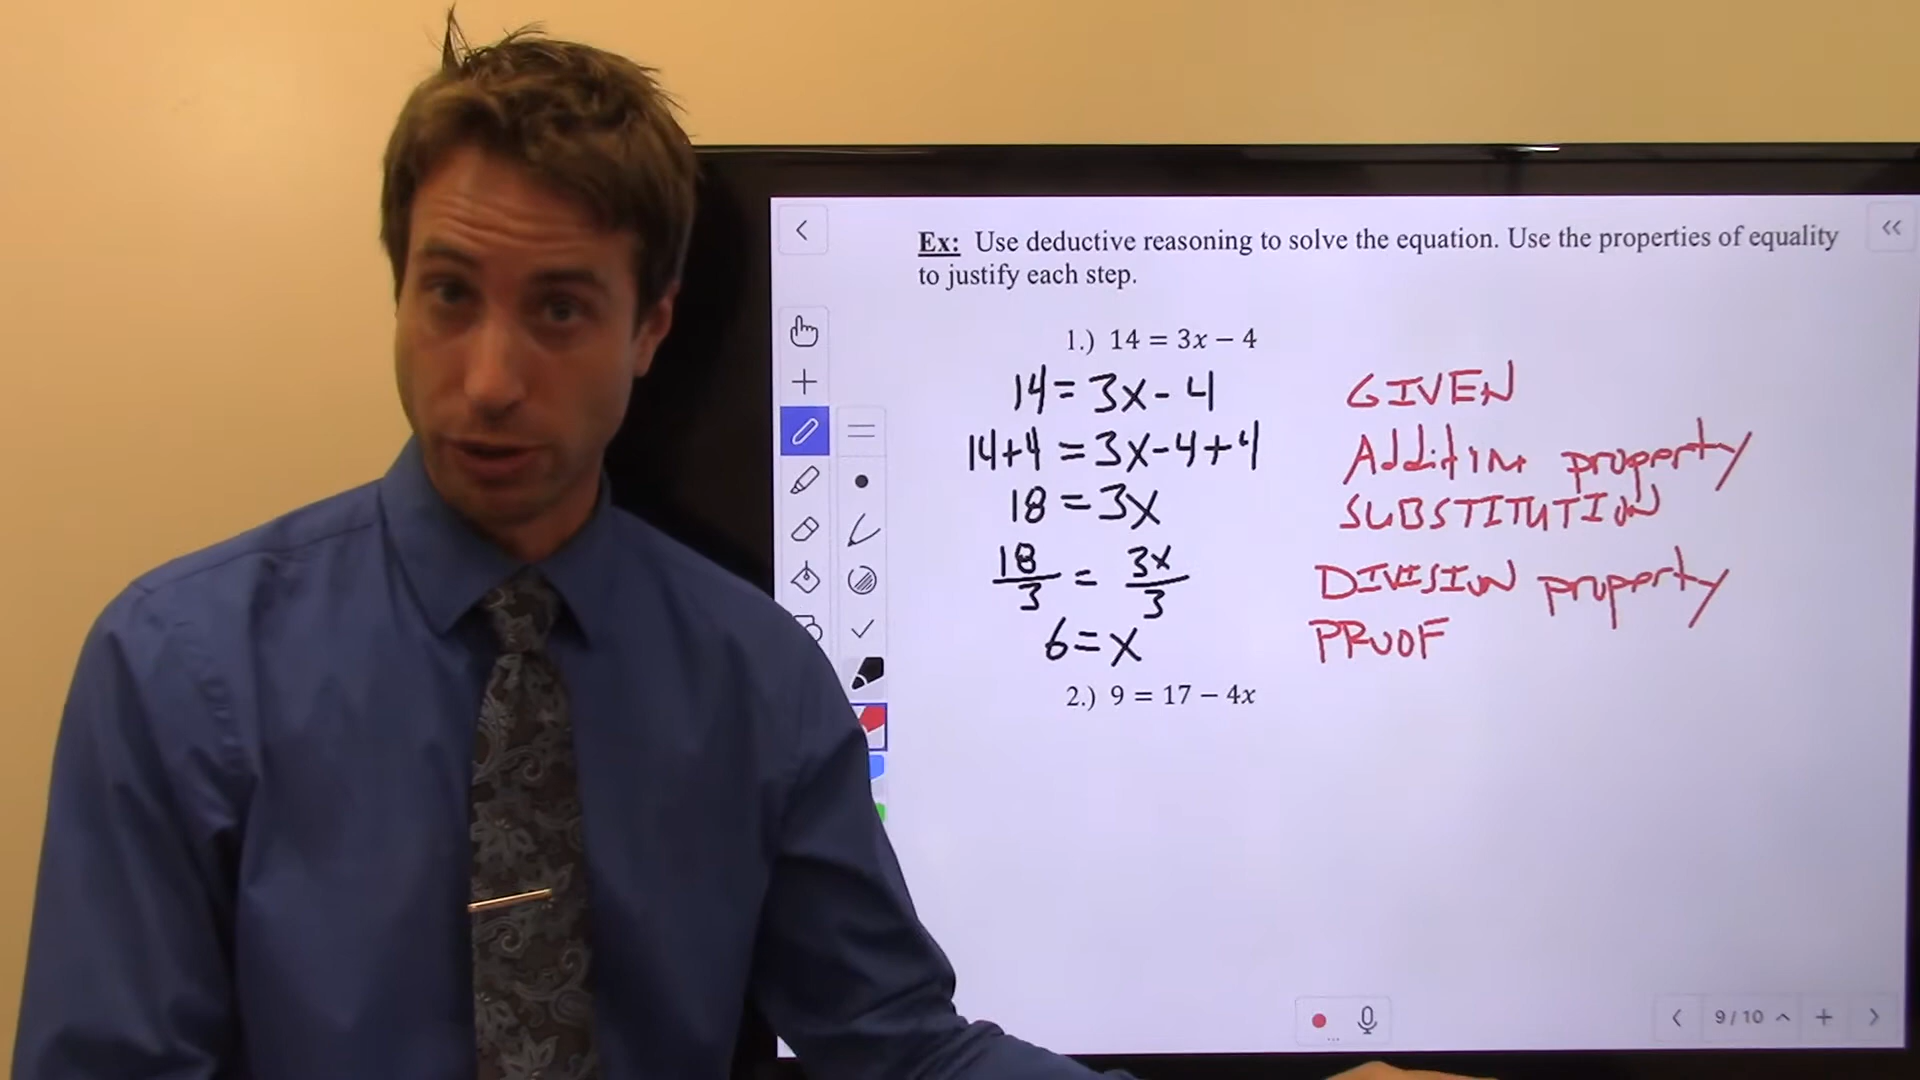 Ex: Use deductive reasoning to solve the equation. Use the properties of equality
to justify each step.
1.) 14 = 3x − 4
14 = 3x - 4 GIVEN
14+4 = 3x-4+4 Addition property
18 = 3x SUBSTITUTION
18/3 = 3x/3 DIVISION property
6 = x PROOF
2.) 9 = 17 − 4x
9 / 10